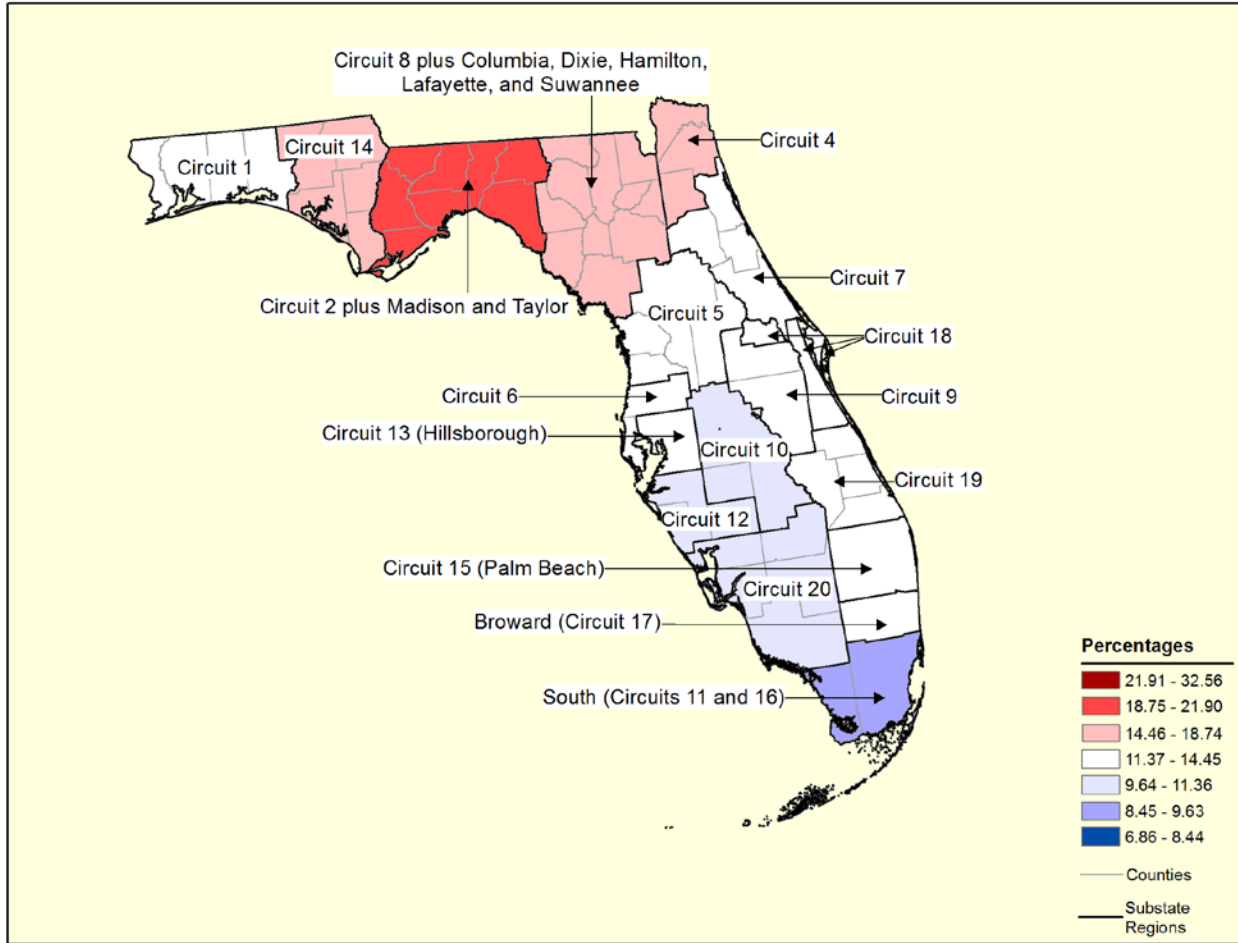 Circuit 8 plus Columbia, Dixie, Hamilton,
Lafayette, and Suwannee
Circuit 4
Circuit 14
Circuit 1
Circuit 7
Circuit 2 plus Madison and Taylor
Circuit 5
Circuit 18
Circuit 6
Circuit 9
Circuit 13 (Hillsborough)
Circuit 10
Circuit 19
Circuit 12
Circuit 15 (Palm Beach)
Circuit 20
Broward (Circuit 17)
South (Circuits 11 and 16)
Percentages
21.91 - 32.56
18.75 - 21.90
14.46 - 18.74
11.37 - 14.45
9.64 - 11.36
8.45 - 9.63
6.86 - 8.44
Counties
Substate
Regions